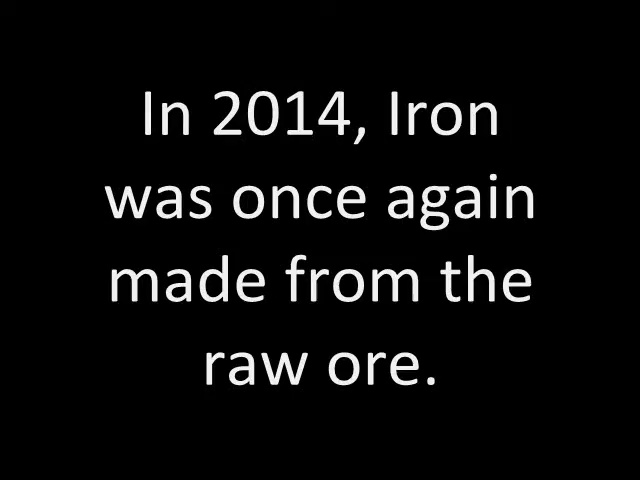 In 2014, Iron
was once again
made from the
raw ore.